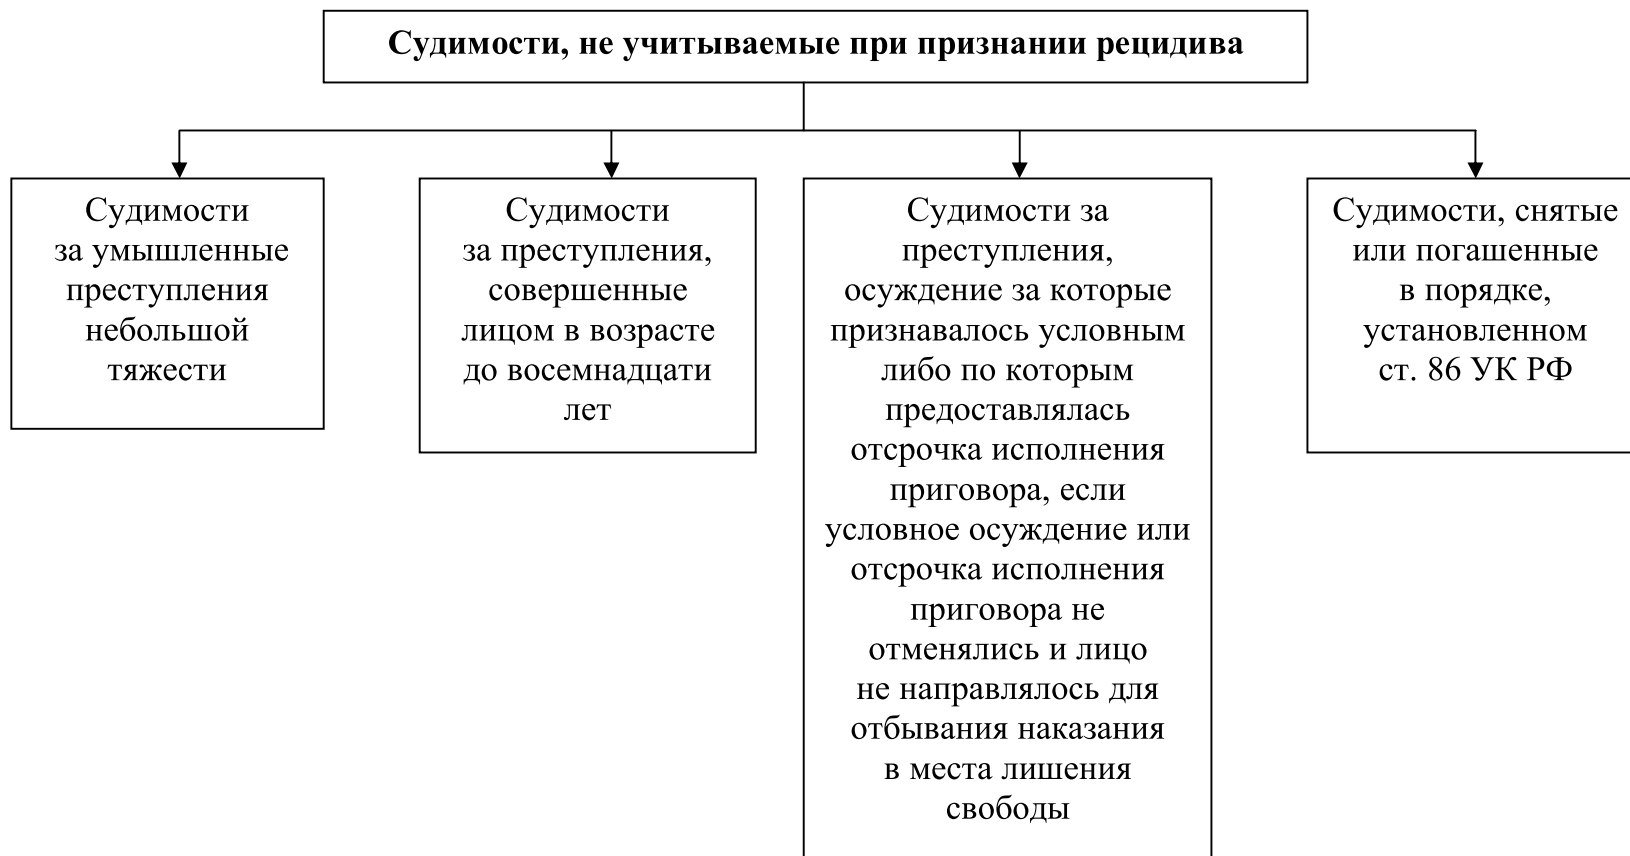 Судимости, не учитываемые при признании рецидива
Судимости
за умышленные
преступления
небольшой
тяжести
Судимости
за преступления,
совершенные
лицом в возрасте
до восемнадцати
лет
Судимости за
преступления,
осуждение за которые
признавалось условным
либо по которым
предоставлялась
отсрочка исполнения
приговора, если
условное осуждение или
отсрочка исполнения
приговора не
отменялись и лицо
не направлялось для
отбывания наказания
в места лишения
свободы
Судимости, снятые
или погашенные
в порядке,
установленном
ст. 86 УК РФ